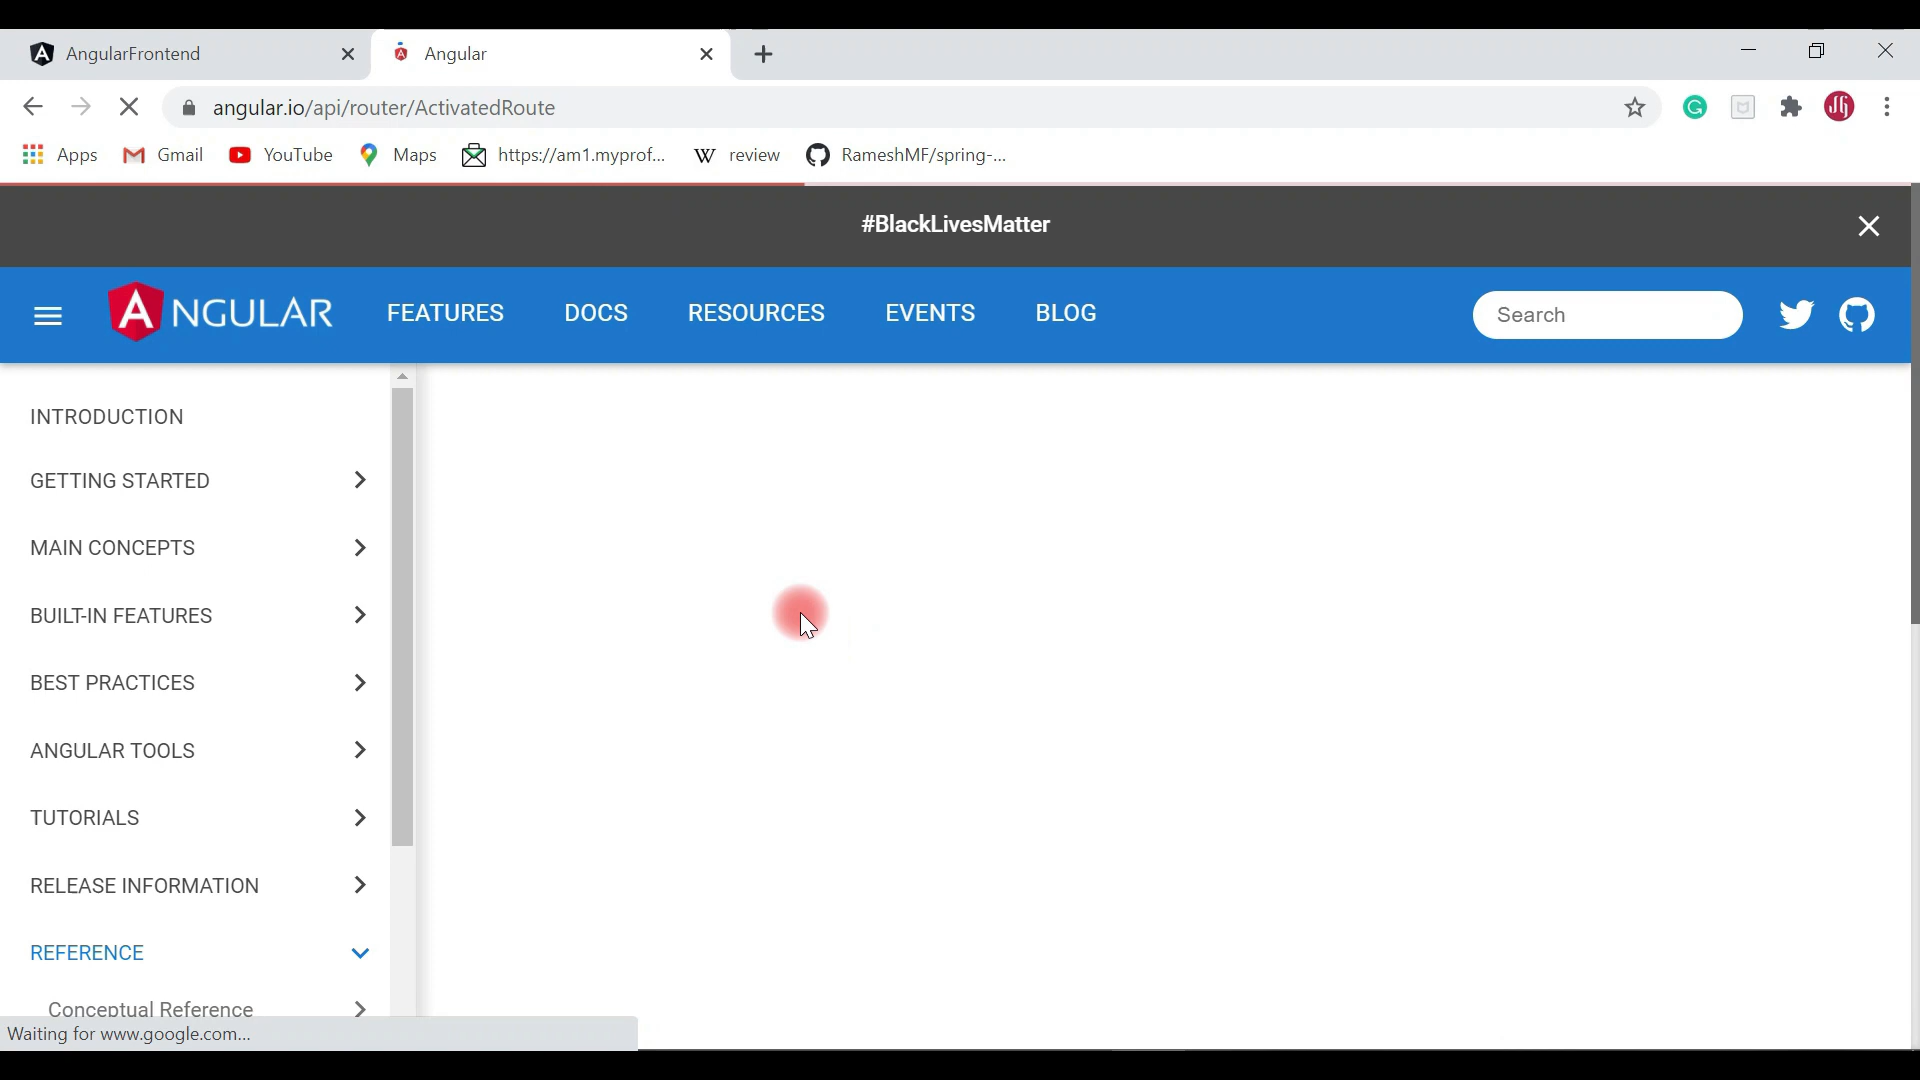 AngularFrontend
Angular
angular.io/api/router/ActivatedRoute
Apps
Gmail
YouTube
Maps
https://am1.myprof...
W review
RameshMF/spring-...
#BlackLivesMatter
ANGULAR
FEATURES
DOCS
RESOURCES
EVENTS
BLOG
Search
INTRODUCTION
GETTING STARTED
MAIN CONCEPTS
BUILT-IN FEATURES
BEST PRACTICES
ANGULAR TOOLS
TUTORIALS
RELEASE INFORMATION
REFERENCE
Conceptual Reference
Waiting for www.google.com...